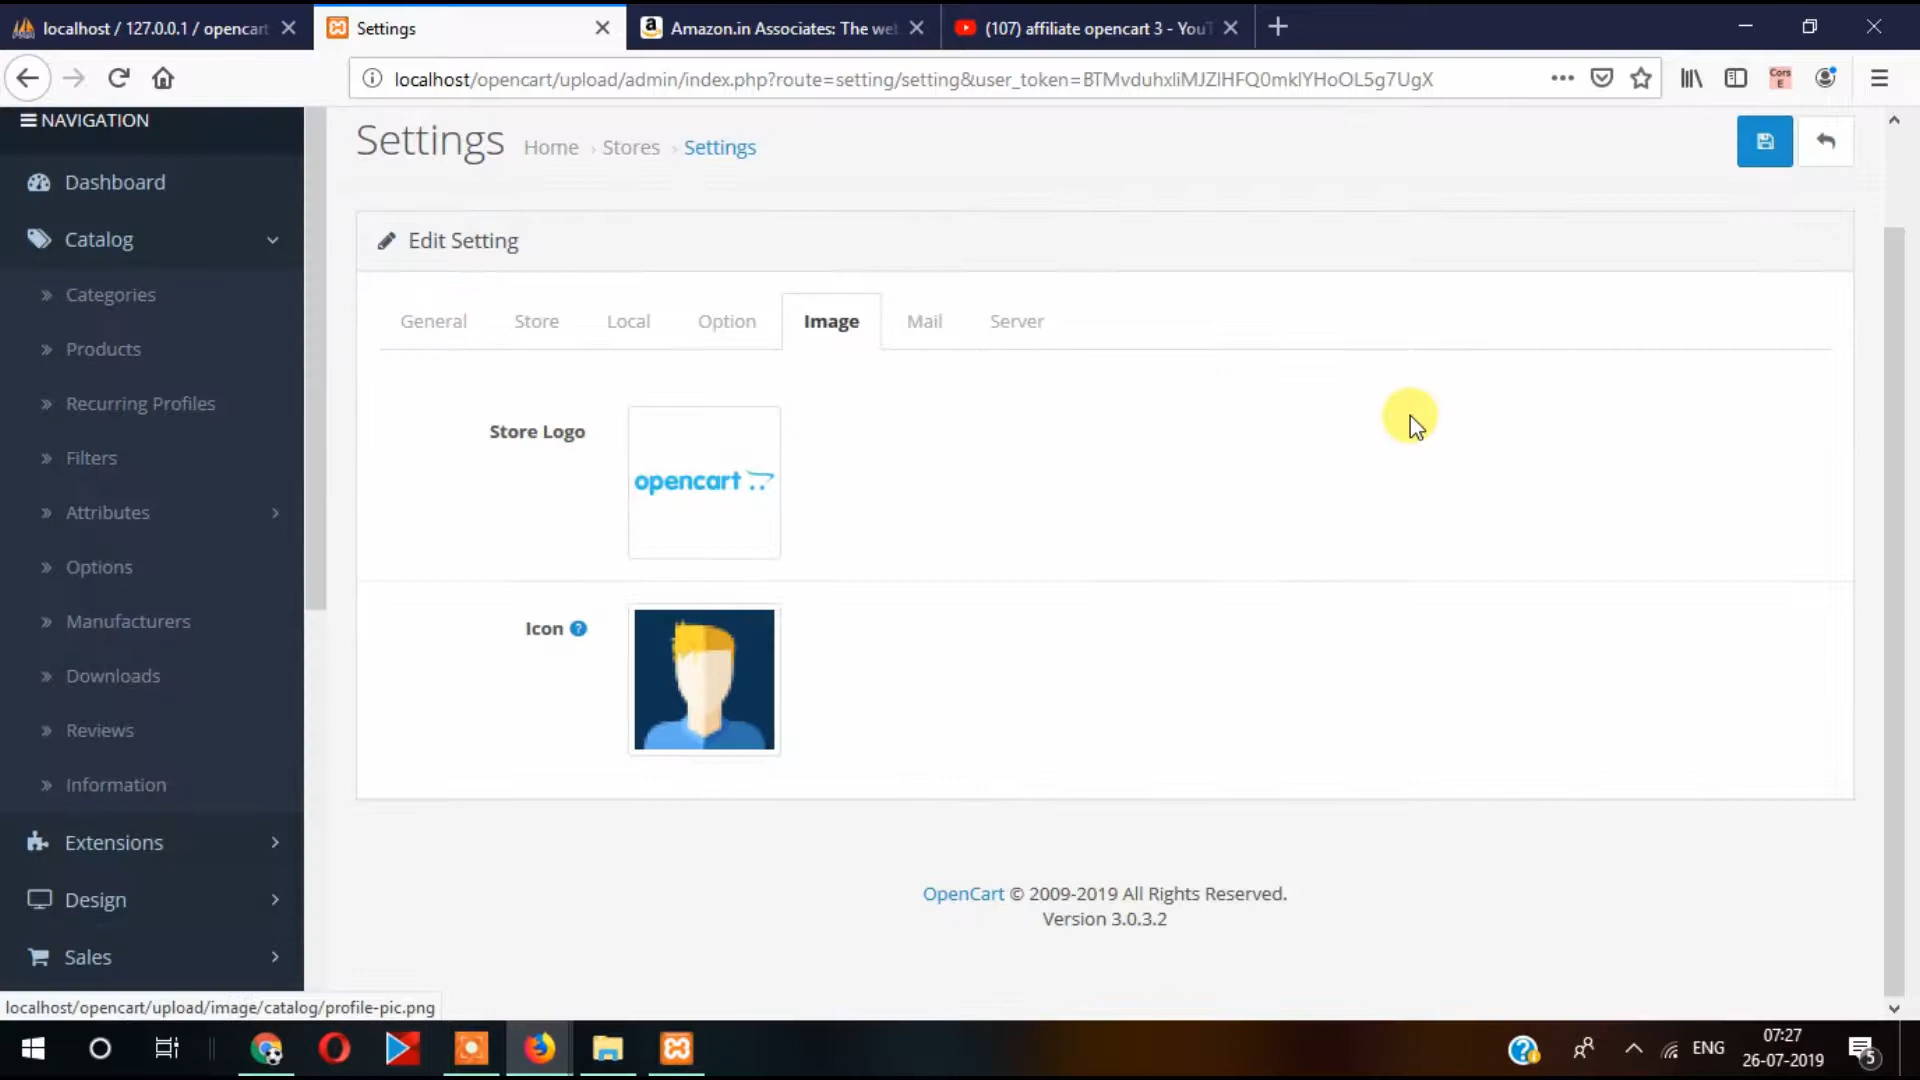 localhost / 127.0.0.1 / opencart
Settings
Amazon.in Associates: The we
(107) affiliate opencart 3 - You
localhost/opencart/upload/admin/index.php?route=setting/setting&user_token=BTMvduhxliMJZlHFQ0mklYHoOL5g7UgX
Cors
E
NAVIGATION
Dashboard
Catalog
Categories
Products
Recurring Profiles
Filters
Attributes
Options
Manufacturers
Downloads
Reviews
Information
Extensions
Design
Sales
Settings
Home › Stores › Settings
Edit Setting
General
Store
Local
Option
Image
Mail
Server
Store Logo
opencart
Icon
OpenCart © 2009-2019 All Rights Reserved.
Version 3.0.3.2
localhost/opencart/upload/image/catalog/profile-pic.png
ENG
07:27
26-07-2019
5